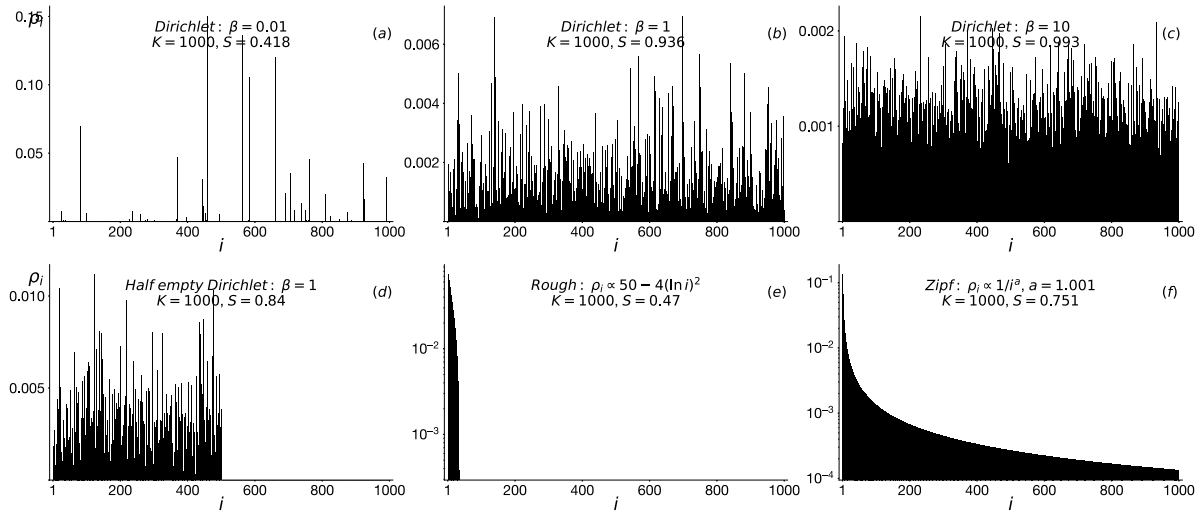 ρᵢ
0.15
0.10
0.05
Dirichlet: β = 0.01
K = 1000, S = 0.418
(a)
1 200 400 600 800 1000
i
0.006
0.004
0.002
Dirichlet: β = 1
K = 1000, S = 0.936
(b)
1 200 400 600 800 1000
i
0.002
0.001
Dirichlet: β = 10
K = 1000, S = 0.993
(c)
1 200 400 600 800 1000
i
ρᵢ
0.010
0.005
Half empty Dirichlet: β = 1
K = 1000, S = 0.84
(d)
1 200 400 600 800 1000
i
10⁻²
10⁻³
Rough: ρᵢ ∝ 50 − 4(ln i)²
K = 1000, S = 0.47
(e)
1 200 400 600 800 1000
i
10⁻¹
10⁻²
10⁻³
10⁻⁴
Zipf: ρᵢ ∝ 1/iᵃ, a = 1.001
K = 1000, S = 0.751
(f)
1 200 400 600 800 1000
i